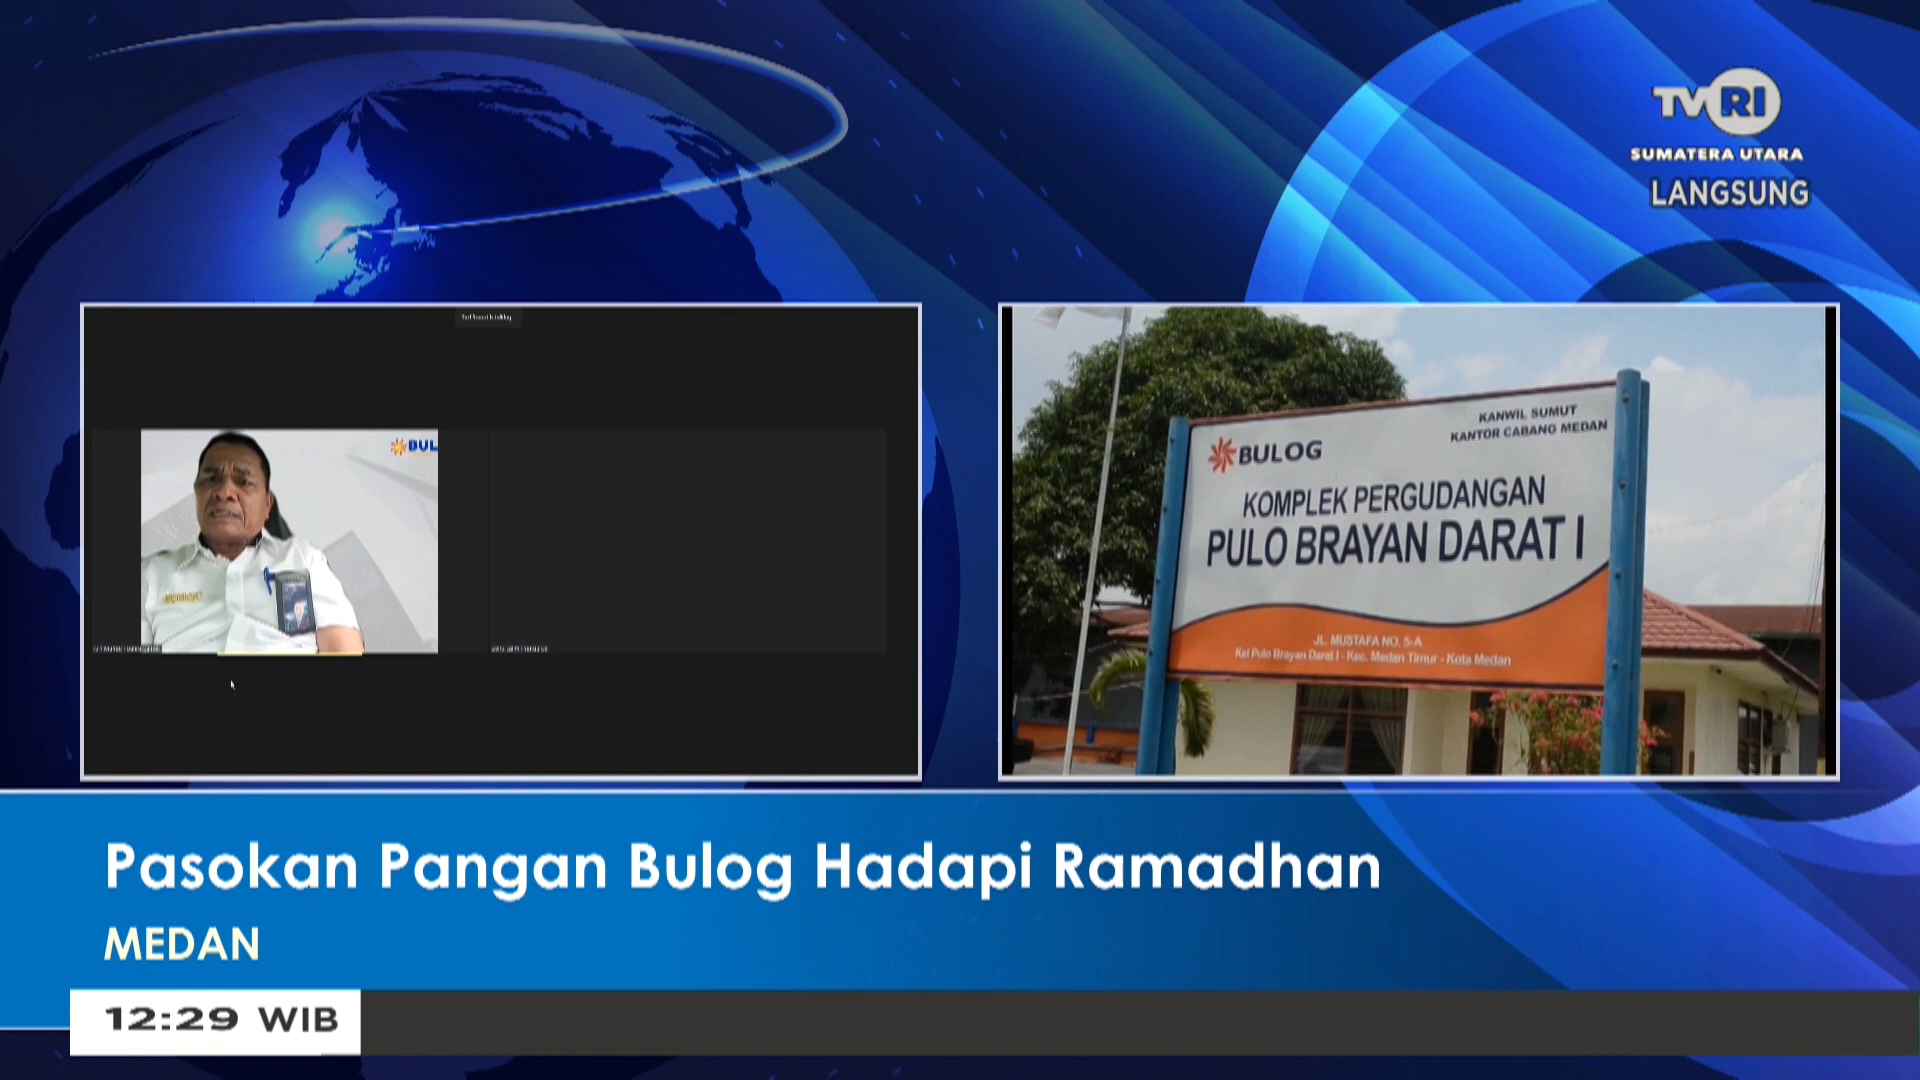 TVRI
SUMATERA UTARA
LANGSUNG
BUL
KANWIL SUMUT
KANTOR CABANG MEDAN
BULOG
KOMPLEK PERGUDANGAN
PULO BRAYAN DARAT I
JL. MUSTAFA NO. 5-A
Kel Pulo Brayan Darat I - Kec. Medan Timur - Kota Medan
Pasokan Pangan Bulog Hadapi Ramadhan
MEDAN
12:29 WIB